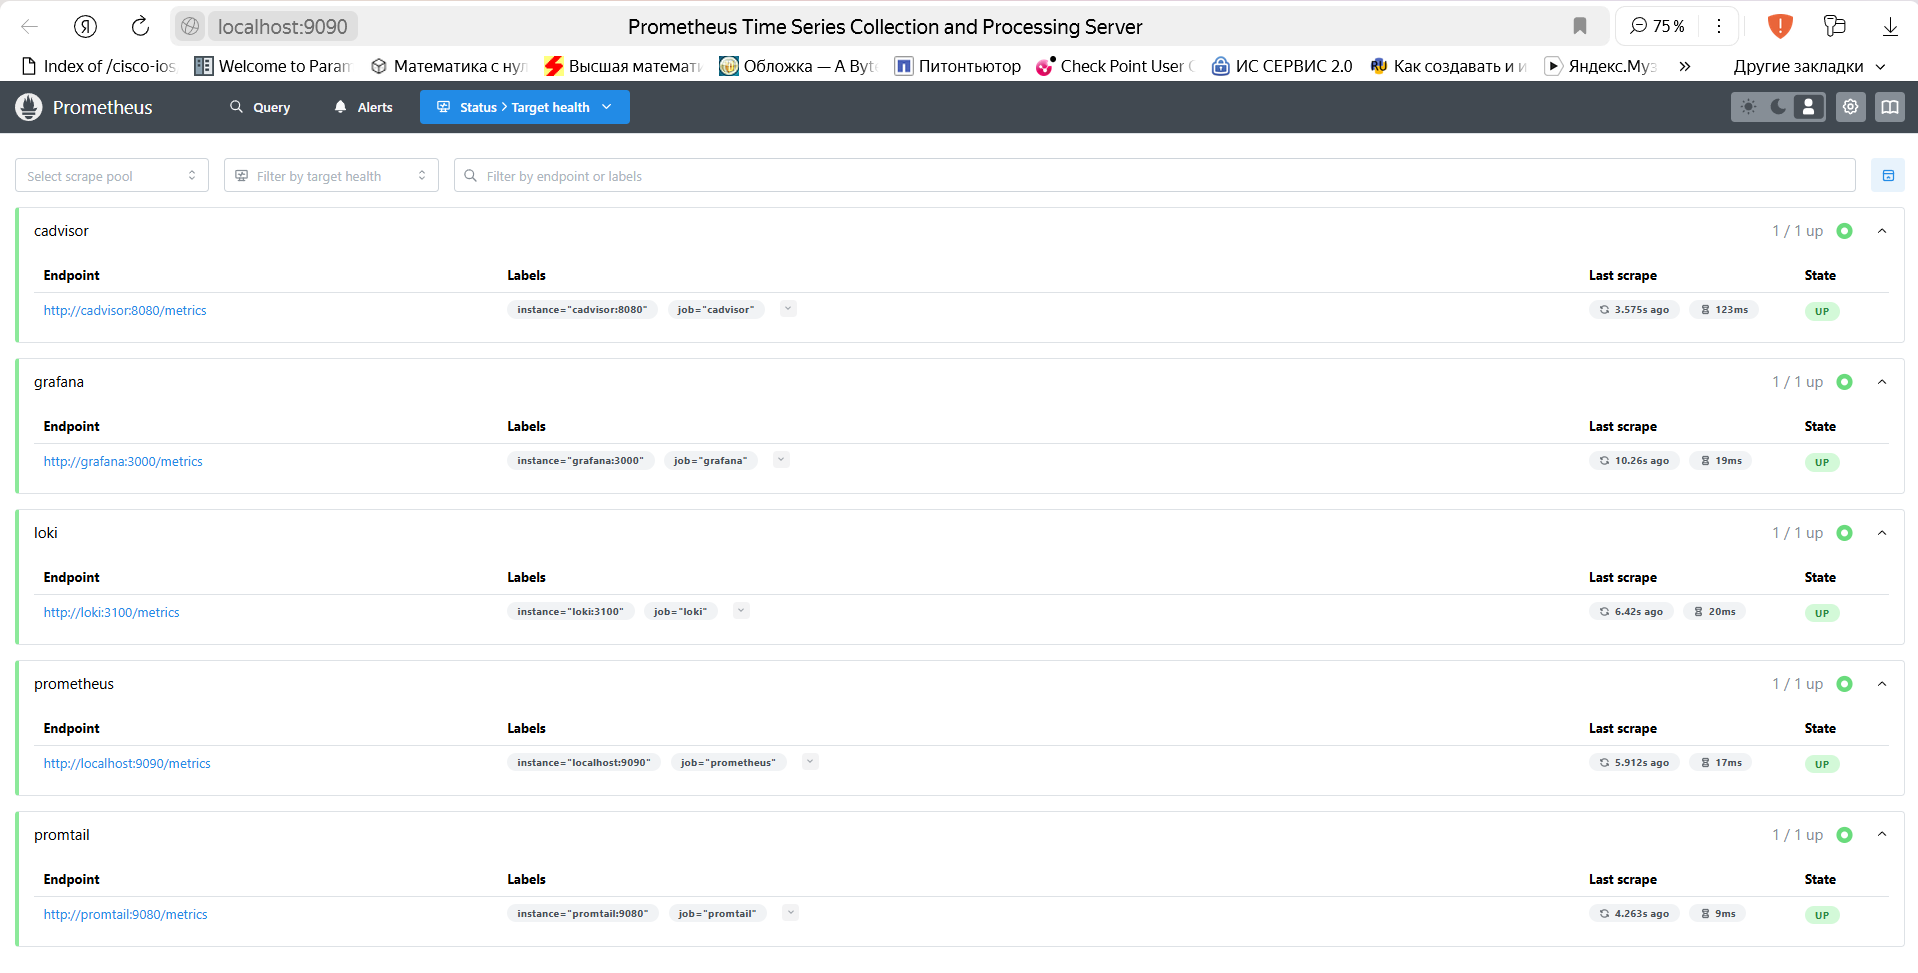 localhost:9090 Prometheus Time Series Collection and Processing Server 75 %
Index of /cisco-ios Welcome to Param Математика с нул Высшая математи Обложка — A Byte Питонтьютор Check Point User C ИС СЕРВИС 2.0 Как создавать и и Яндекс.Муз » Другие закладки
Prometheus Query Alerts Status > Target health
Select scrape pool Filter by target health Filter by endpoint or labels
cadvisor 1 / 1 up
Endpoint Labels Last scrape State
http://cadvisor:8080/metrics instance="cadvisor:8080" job="cadvisor" 3.575s ago 123ms UP
grafana 1 / 1 up
Endpoint Labels Last scrape State
http://grafana:3000/metrics instance="grafana:3000" job="grafana" 10.26s ago 19ms UP
loki 1 / 1 up
Endpoint Labels Last scrape State
http://loki:3100/metrics instance="loki:3100" job="loki" 6.42s ago 20ms UP
prometheus 1 / 1 up
Endpoint Labels Last scrape State
http://localhost:9090/metrics instance="localhost:9090" job="prometheus" 5.912s ago 17ms UP
promtail 1 / 1 up
Endpoint Labels Last scrape State
http://promtail:9080/metrics instance="promtail:9080" job="promtail" 4.263s ago 9ms UP